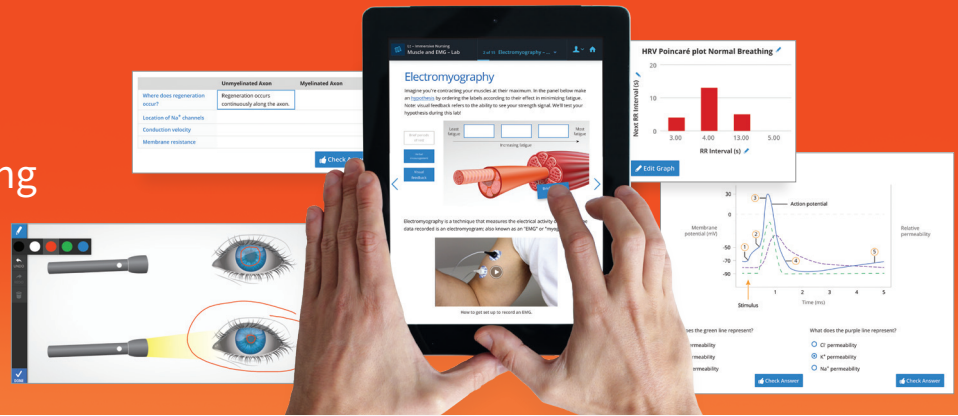 ng
Unmyelinated Axon Myelinated Axon
Where does regeneration
occur?
Regeneration occurs
continuously along the axon.
Location of Na⁺ channels
Conduction velocity
Membrane resistance
Check Answer
DONE
Muscle and EMG – Lab
Electromyography
Imagine you're contracting your muscles at their maximum. In the panel below make
an hypothesis by ordering the labels according to their effect in minimizing fatigue.
Note: visual feedback refers to the ability to see your strength signal. We'll test your
hypothesis during this lab!
Least
fatigue
Most
fatigue
Increasing fatigue
Visual
feedback
Electromyography is a technique that measures the electrical activity
data recorded is an electromyogram; also known as an "EMG" or
How to get set up to record an EMG.
HRV Poincaré plot Normal Breathing
Next RR Interval (s)
20
10
0
3.00 4.00 13.00 5.00
RR Interval (s)
Edit Graph
30
0
-50
-70
-90
Membrane
potential (mV)
Action potential
Relative
permeability
1
2
3
4
5
1 2 3 4 5
Time (ms)
Stimulus
es the green line represent?
permeability
permeability
ermeability
Check Answer
What does the purple line represent?
Cl⁻ permeability
K⁺ permeability
Na⁺ permeability
Check Answer